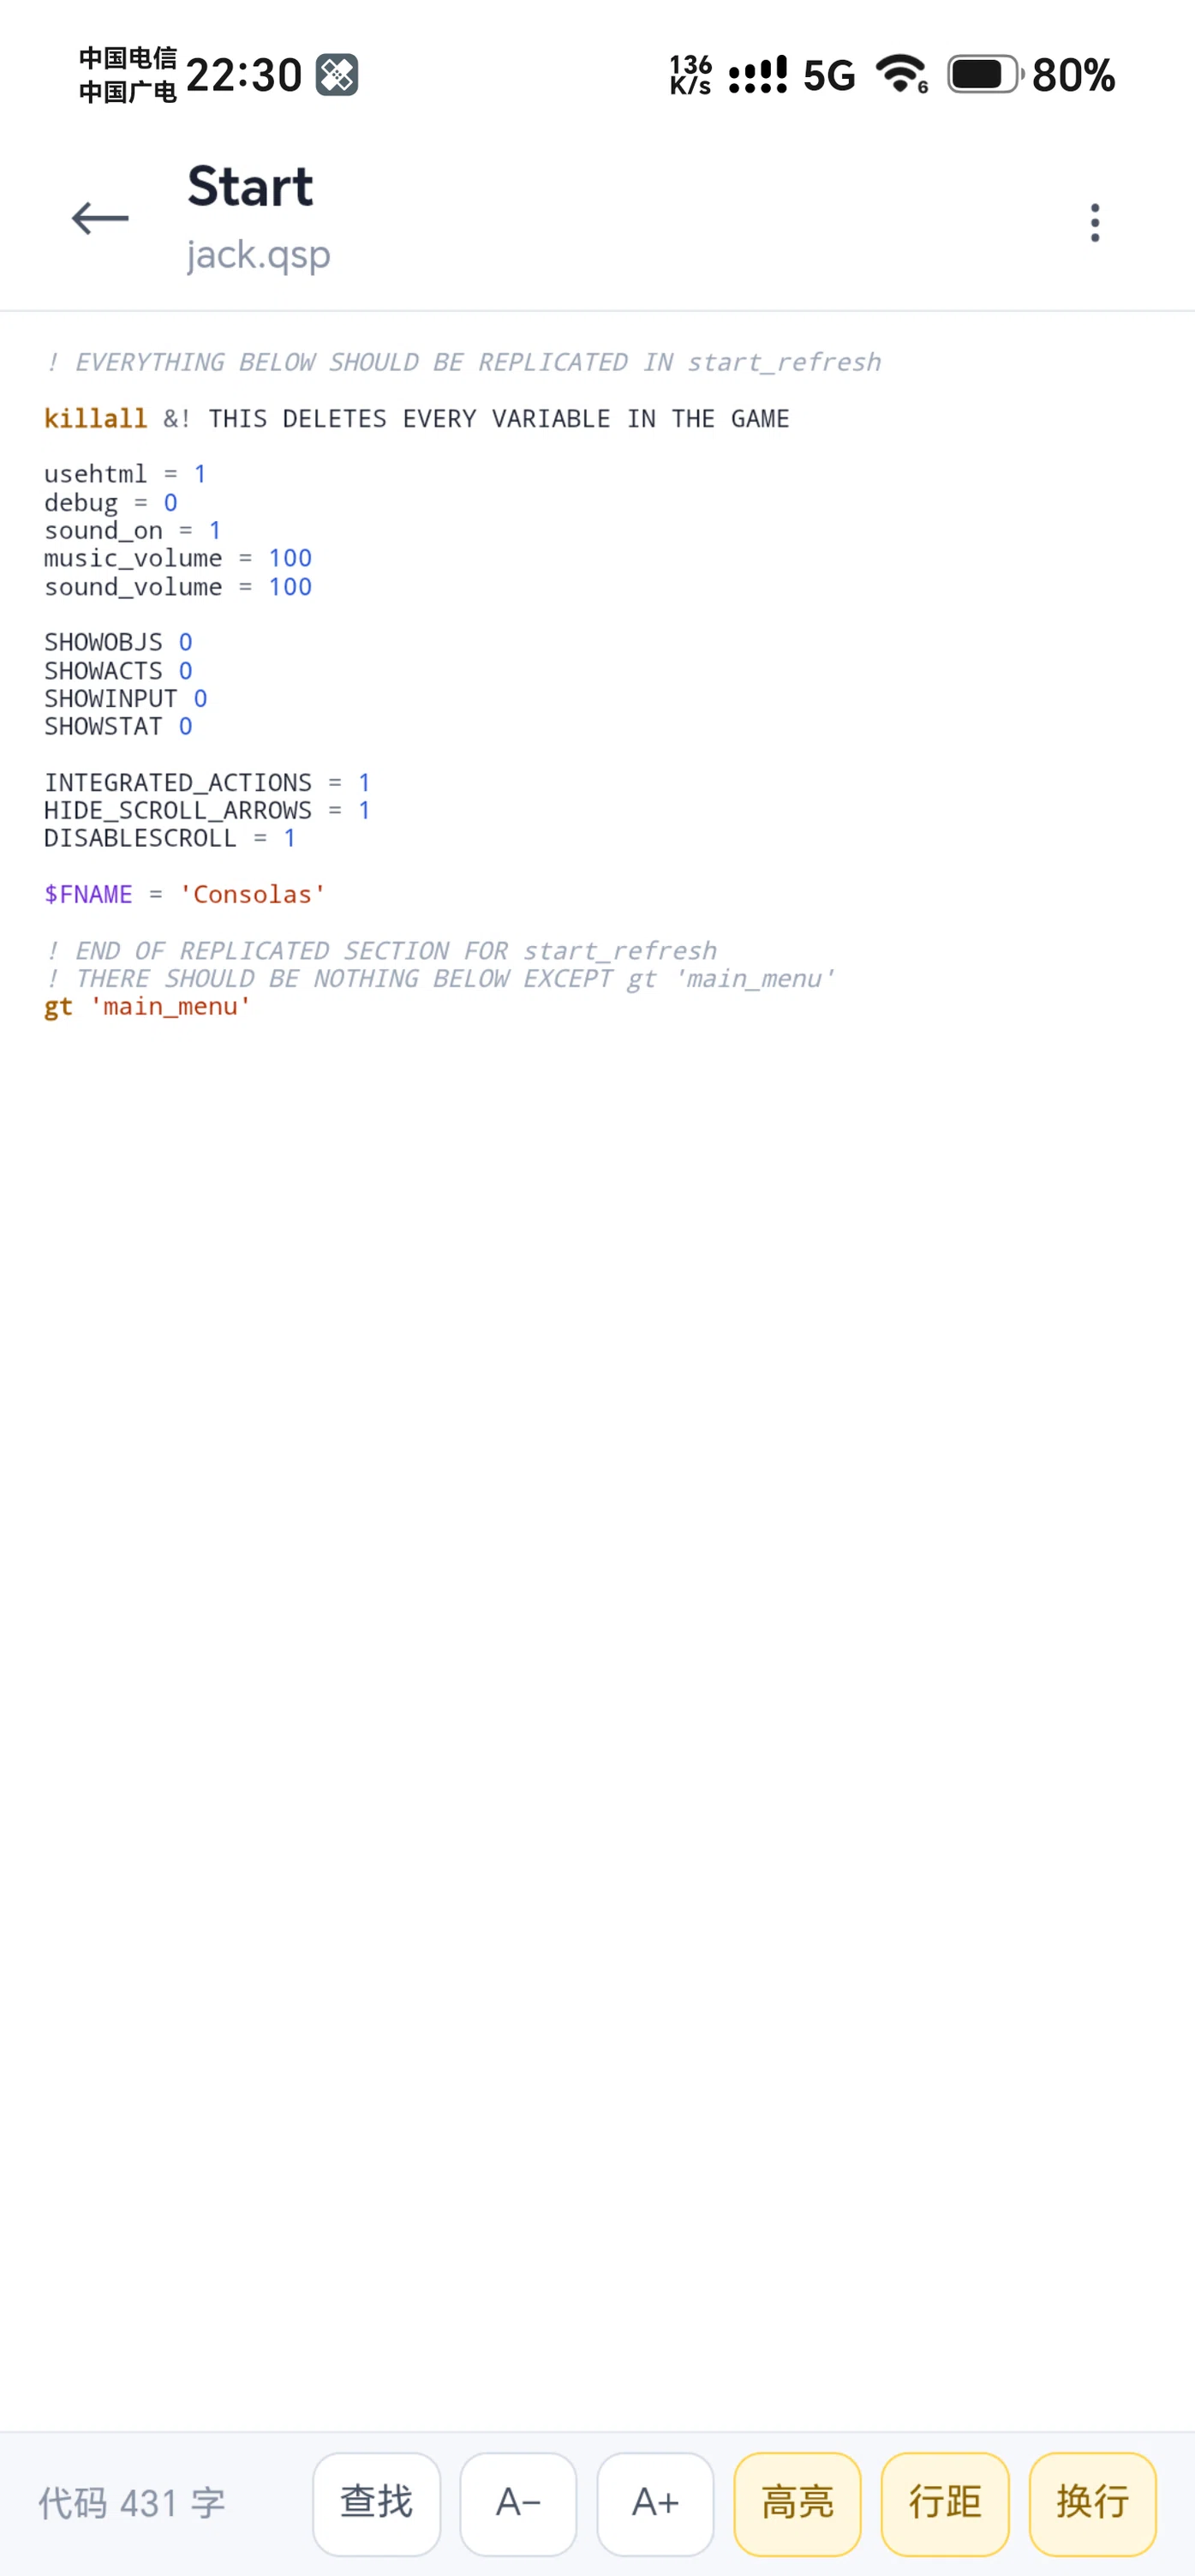 中国电信
中国广电
22:30
136 K/s 5G 6 80%
Start
jack.qsp
! EVERYTHING BELOW SHOULD BE REPLICATED IN start_refresh
killall &! THIS DELETES EVERY VARIABLE IN THE GAME
usehtml = 1
debug = 0
sound_on = 1
music_volume = 100
sound_volume = 100
SHOWOBJS 0
SHOWACTS 0
SHOWINPUT 0
SHOWSTAT 0
INTEGRATED_ACTIONS = 1
HIDE_SCROLL_ARROWS = 1
DISABLESCROLL = 1
$FNAME = 'Consolas'
! END OF REPLICATED SECTION FOR start_refresh
! THERE SHOULD BE NOTHING BELOW EXCEPT gt 'main_menu'
gt 'main_menu'
代码 431 字 查找 A− A+ 高亮 行距 换行